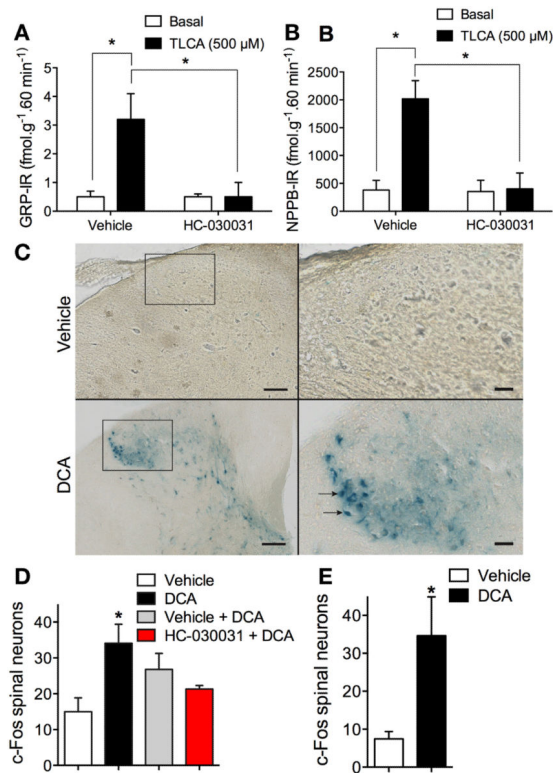 A
Basal
TLCA (500 µM)
GRP-IR (fmol.g⁻¹.60 min⁻¹)
5
4
3
2
1
0
*
*
Vehicle
HC-030031
B
B
Basal
TLCA (500 µM)
NPPB-IR (fmol.g⁻¹.60 min⁻¹)
2500
2000
1500
1000
500
0
*
*
Vehicle
HC-030031
C
Vehicle
DCA
D
Vehicle
DCA
Vehicle + DCA
HC-030031 + DCA
c-Fos spinal neurons
40
30
20
10
0
*
E
Vehicle
DCA
c-Fos spinal neurons
40
30
20
10
0
*